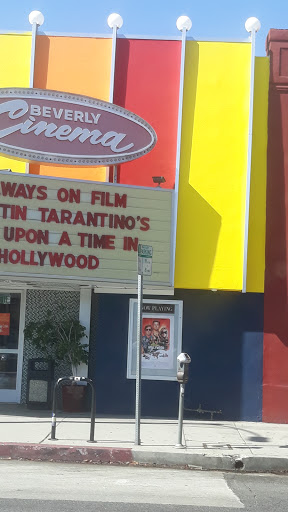 BEVERLY
Cinema
WAYS ON FILM
TIN TARANTINO'S
UPON A TIME IN
HOLLYWOOD
NOW PLAYING